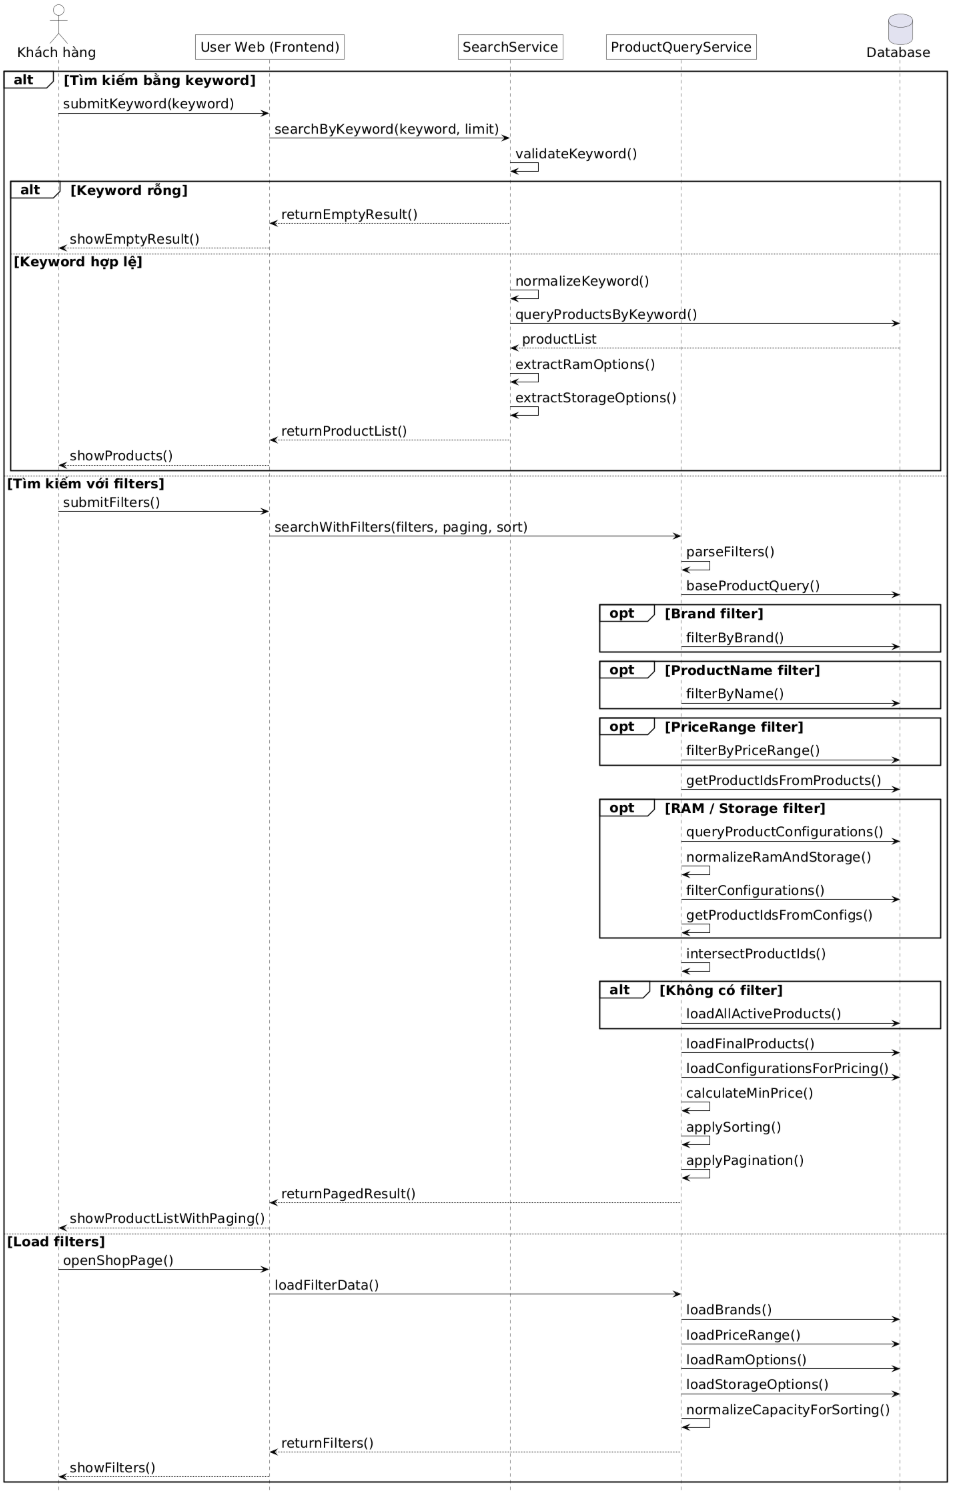 Khách hàng
User Web (Frontend)
SearchService
ProductQueryService
Database
alt [Tìm kiếm bằng keyword]
submitKeyword(keyword)
searchByKeyword(keyword, limit)
validateKeyword()
alt [Keyword rỗng]
returnEmptyResult()
showEmptyResult()
[Keyword hợp lệ]
normalizeKeyword()
queryProductsByKeyword()
productList
extractRamOptions()
extractStorageOptions()
returnProductList()
showProducts()
[Tìm kiếm với filters]
submitFilters()
searchWithFilters(filters, paging, sort)
parseFilters()
baseProductQuery()
opt [Brand filter]
filterByBrand()
opt [ProductName filter]
filterByName()
opt [PriceRange filter]
filterByPriceRange()
getProductIdsFromProducts()
opt [RAM / Storage filter]
queryProductConfigurations()
normalizeRamAndStorage()
filterConfigurations()
getProductIdsFromConfigs()
intersectProductIds()
alt [Không có filter]
loadAllActiveProducts()
loadFinalProducts()
loadConfigurationsForPricing()
calculateMinPrice()
applySorting()
applyPagination()
returnPagedResult()
showProductListWithPaging()
[Load filters]
openShopPage()
loadFilterData()
loadBrands()
loadPriceRange()
loadRamOptions()
loadStorageOptions()
normalizeCapacityForSorting()
returnFilters()
showFilters()